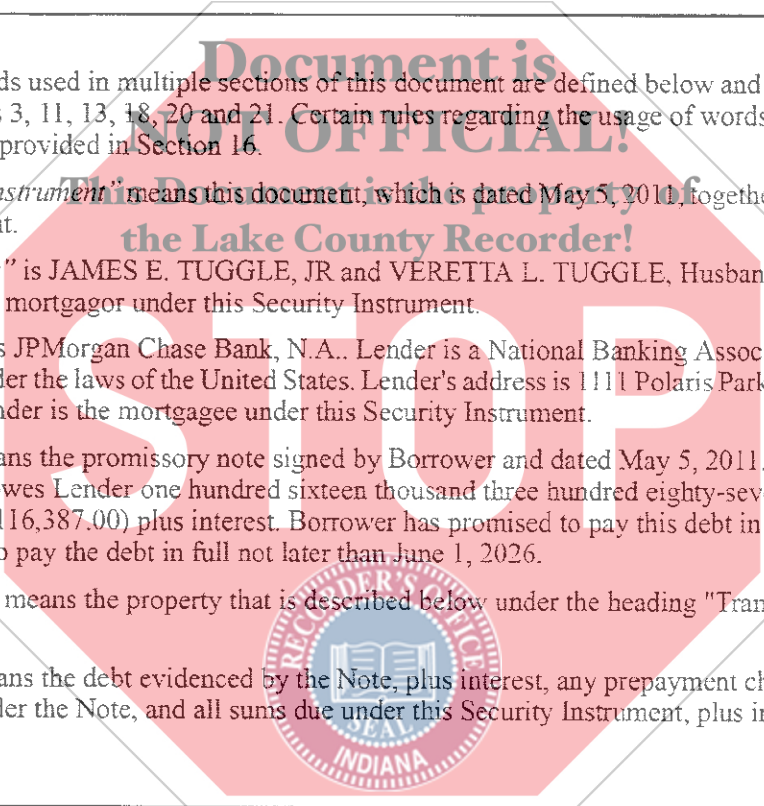 Document is
ds used in multiple sections of this document are defined below and
3, 11, 13, 18, 20 and 21. Certain rules regarding the usage of words
NOT OFFICIAL!
provided in Section 16.
nstrument" means this document, which is dated May 5, 2011, togethe
This Document is the property of
t.
the Lake County Recorder!
" is JAMES E. TUGGLE, JR and VERETTA L. TUGGLE, Husban
mortgagor under this Security Instrument.
STOP
s JPMorgan Chase Bank, N.A.. Lender is a National Banking Assoc
der the laws of the United States. Lender's address is 1111 Polaris Park
nder is the mortgagee under this Security Instrument.
ans the promissory note signed by Borrower and dated May 5, 2011.
owes Lender one hundred sixteen thousand three hundred eighty-sev
116,387.00) plus interest. Borrower has promised to pay this debt in
o pay the debt in full not later than June 1, 2026.
means the property that is described below under the heading "Tran
ans the debt evidenced by the Note, plus interest, any prepayment ch
der the Note, and all sums due under this Security Instrument, plus in
RECORDER'S OFFICE
SEAL
INDIANA